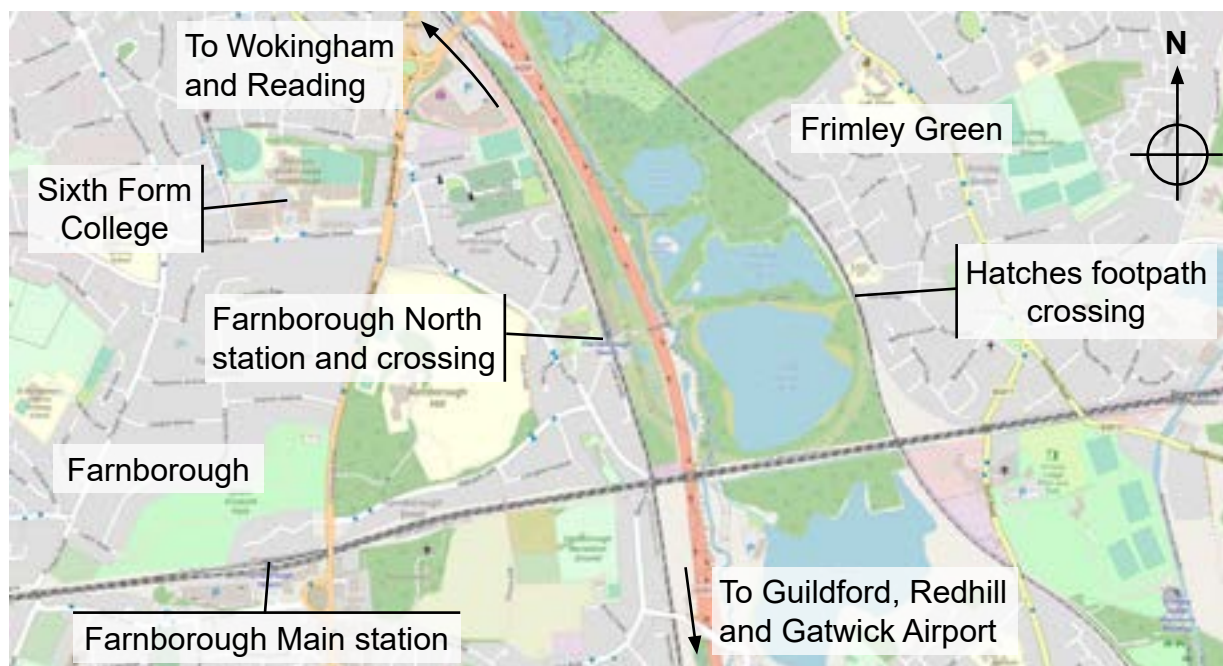 To Wokingham
and Reading
N
Frimley Green
Sixth Form
College
Hatches footpath
crossing
Farnborough North
station and crossing
Farnborough
To Guildford, Redhill
and Gatwick Airport
Farnborough Main station